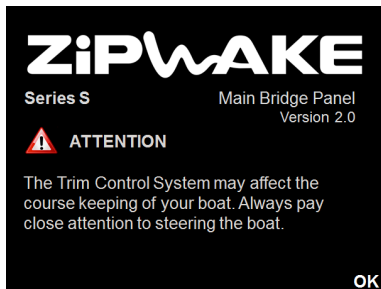 ZiPWAKE
Series S
Main Bridge Panel
Version 2.0
ATTENTION
The Trim Control System may affect the
course keeping of your boat. Always pay
close attention to steering the boat.
OK